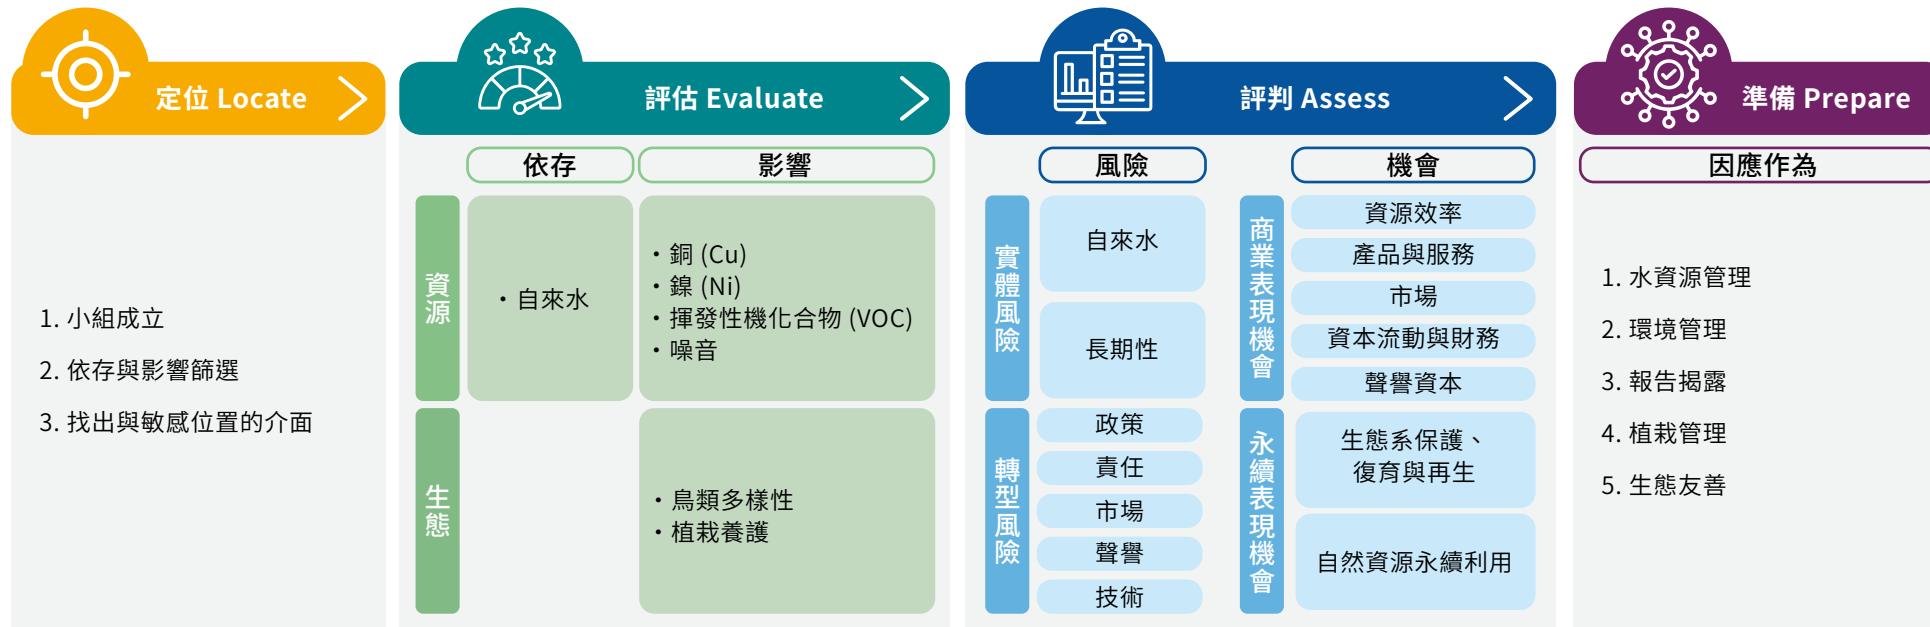 定位 Locate
1. 小組成立
2. 依存與影響篩選
3. 找出與敏感位置的介面
評估 Evaluate
依存
影響
資源
・自來水
・銅 (Cu)
・鎳 (Ni)
・揮發性機化合物 (VOC)
・噪音
生態
・鳥類多樣性
・植栽養護
評判 Assess
風險
機會
實體風險
自來水
長期性
轉型風險
政策
責任
市場
聲譽
技術
商業表現機會
資源效率
產品與服務
市場
資本流動與財務
聲譽資本
永續表現機會
生態系保護、
復育與再生
自然資源永續利用
準備 Prepare
因應作為
1. 水資源管理
2. 環境管理
3. 報告揭露
4. 植栽管理
5. 生態友善